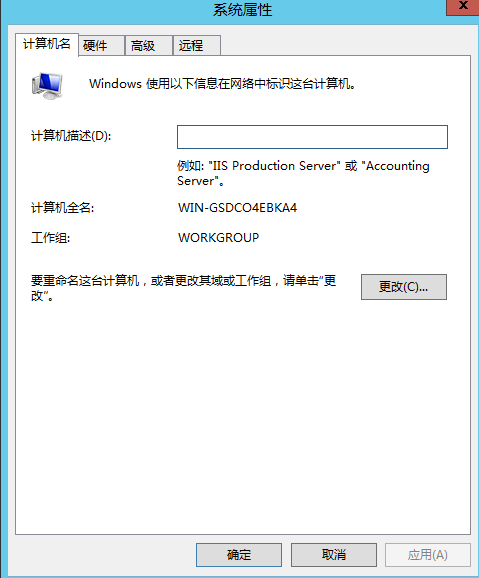 系统属性
x
计算机名 硬件 高级 远程
Windows 使用以下信息在网络中标识这台计算机。
计算机描述(D):
例如: "IIS Production Server" 或 "Accounting
Server"。
计算机全名: WIN-GSDCO4EBKA4
工作组: WORKGROUP
要重命名这台计算机，或者更改其域或工作组，请单击"更
改"。
更改(C)...
确定 取消 应用(A)